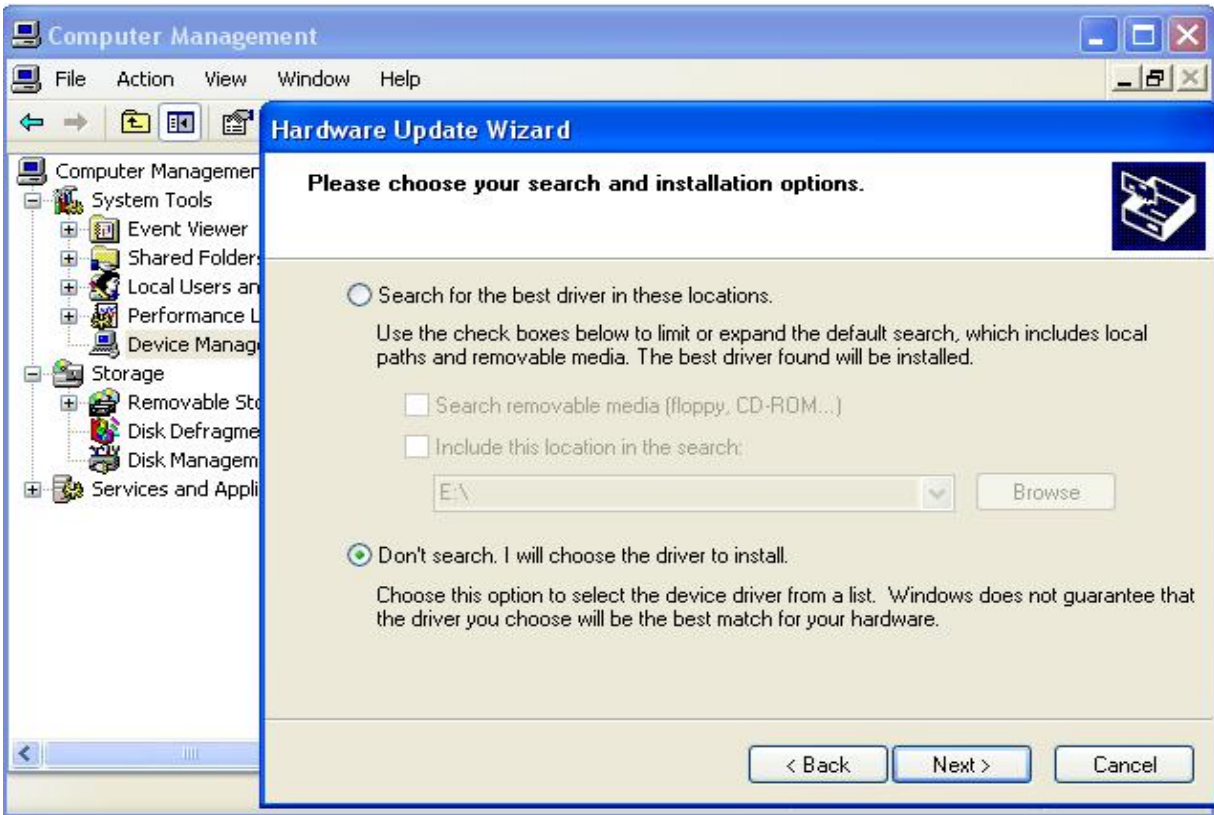 Computer Management
File Action View Window Help
Hardware Update Wizard
Computer Managemen
System Tools
Event Viewer
Shared Folders
Local Users an
Performance L
Device Manag
Storage
Removable Sto
Disk Defragme
Disk Managem
Services and Appli
Please choose your search and installation options.
Search for the best driver in these locations.
Use the check boxes below to limit or expand the default search, which includes local
paths and removable media. The best driver found will be installed.
Search removable media (floppy, CD-ROM...)
Include this location in the search:
E:\
Browse
Don't search. I will choose the driver to install.
Choose this option to select the device driver from a list. Windows does not guarantee that
the driver you choose will be the best match for your hardware.
< Back Next > Cancel